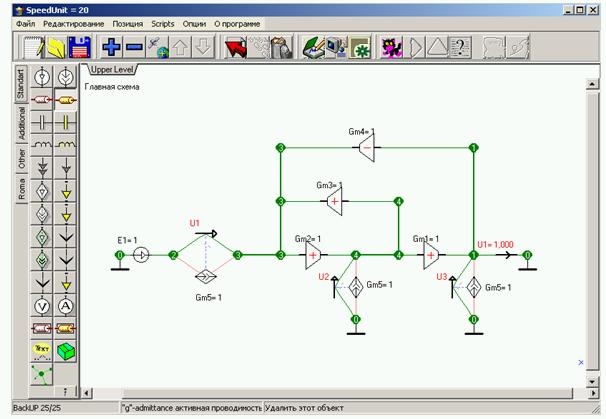 SpeedUnit = 20
Файл Редактирование Позиция Scripts Опции О программе
Upper Level
Главная схема
Standart
Additional
Other
Roma
Gm4= 1
3
1
Gm3= 1
3
4
U1
E1= 1
Gm2= 1
Gm1= 1
U1= 1,000
0
2
3
3
4
4
1
0
Gm5= 1
U2
Gm5= 1
U3
Gm5= 1
0
0
V
A
TEXT
x
BackUP 25/25
"g"-admittance активная проводимость
Удалить этот объект